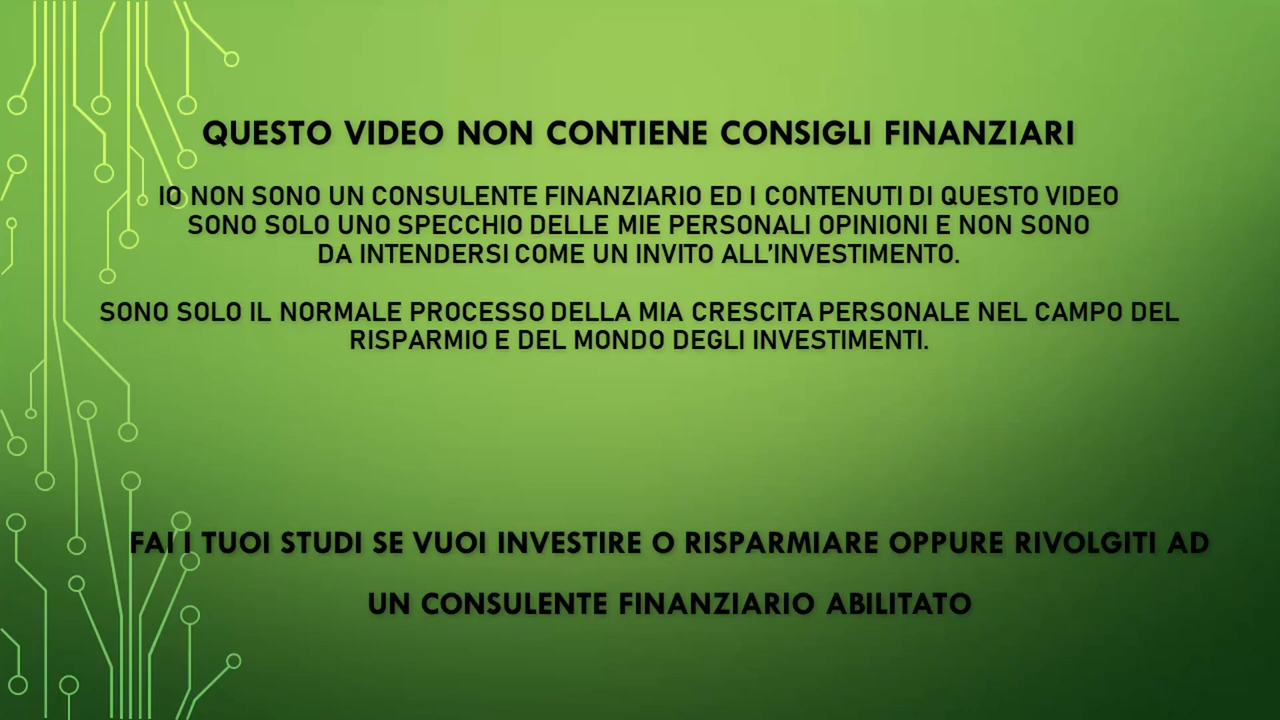 QUESTO VIDEO NON CONTIENE CONSIGLI FINANZIARI
IO NON SONO UN CONSULENTE FINANZIARIO ED I CONTENUTI DI QUESTO VIDEO
SONO SOLO UNO SPECCHIO DELLE MIE PERSONALI OPINIONI E NON SONO
DA INTENDERSI COME UN INVITO ALL'INVESTIMENTO.
SONO SOLO IL NORMALE PROCESSO DELLA MIA CRESCITA PERSONALE NEL CAMPO DEL
RISPARMIO E DEL MONDO DEGLI INVESTIMENTI.
FAI I TUOI STUDI SE VUOI INVESTIRE O RISPARMIARE OPPURE RIVOLGITI AD
UN CONSULENTE FINANZIARIO ABILITATO